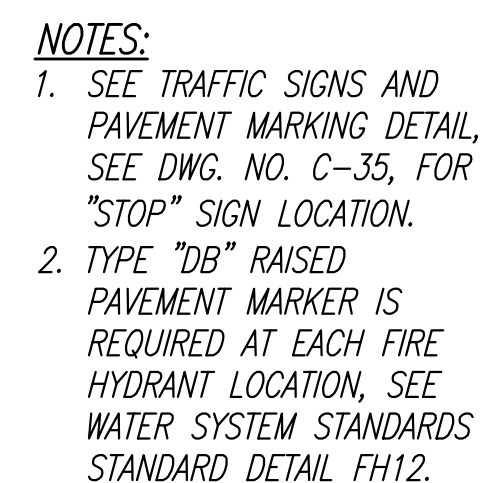 NOTES:
1. SEE TRAFFIC SIGNS AND
PAVEMENT MARKING DETAIL,
SEE DWG. NO. C-35, FOR
"STOP" SIGN LOCATION.
2. TYPE "DB" RAISED
PAVEMENT MARKER IS
REQUIRED AT EACH FIRE
HYDRANT LOCATION, SEE
WATER SYSTEM STANDARDS
STANDARD DETAIL FH12.